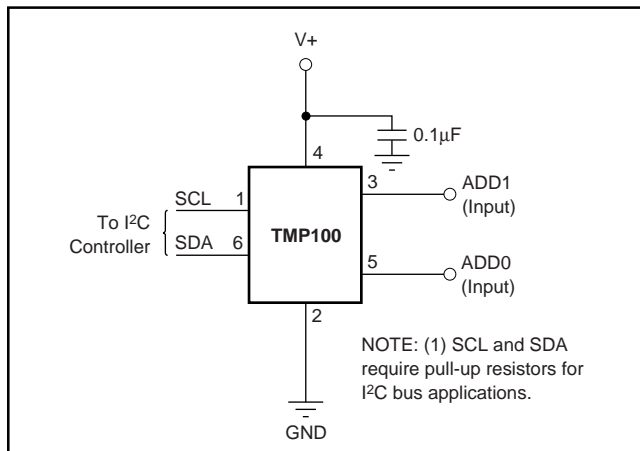 V+
0.1µF
4
3
ADD1
(Input)
SCL
1
To I²C
Controller
TMP100
SDA
6
5
ADD0
(Input)
2
NOTE: (1) SCL and SDA
require pull-up resistors for
I²C bus applications.
GND